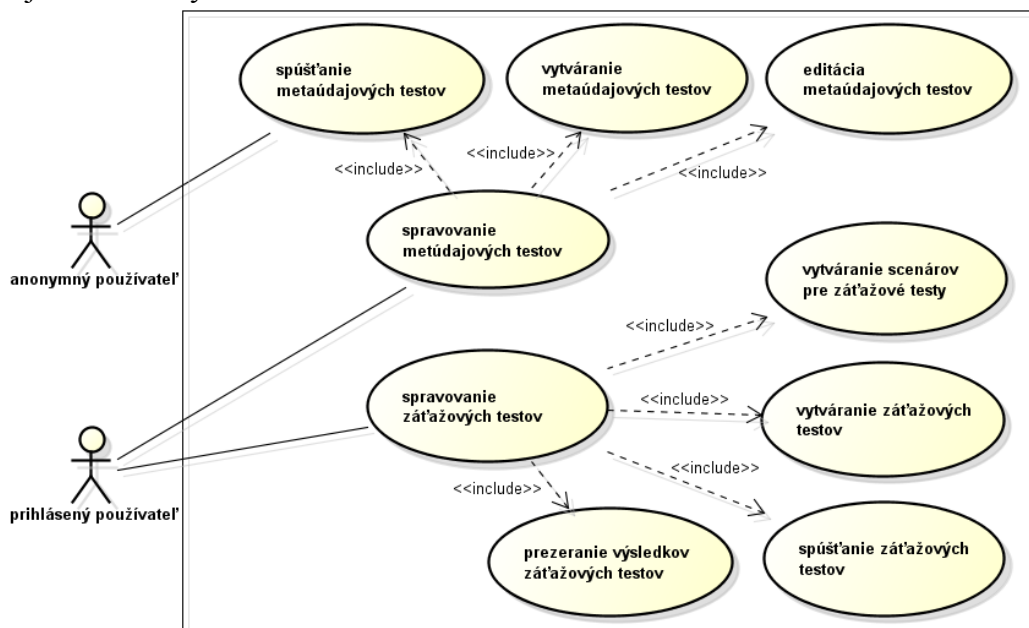 spúšťanie
metaúdajových testov
vytváranie
metaúdajových testov
editácia
metaúdajových testov
<<include>>
<<include>>
<<include>>
spravovanie
metúdajových testov
anonymný používateľ
vytváranie scenárov
pre záťažové testy
<<include>>
spravovanie
záťažových testov
<<include>>
vytváranie záťažových
testov
<<include>>
<<include>>
prihlásený používateľ
prezeranie výsledkov
záťažových testov
spúšťanie záťažových
testov